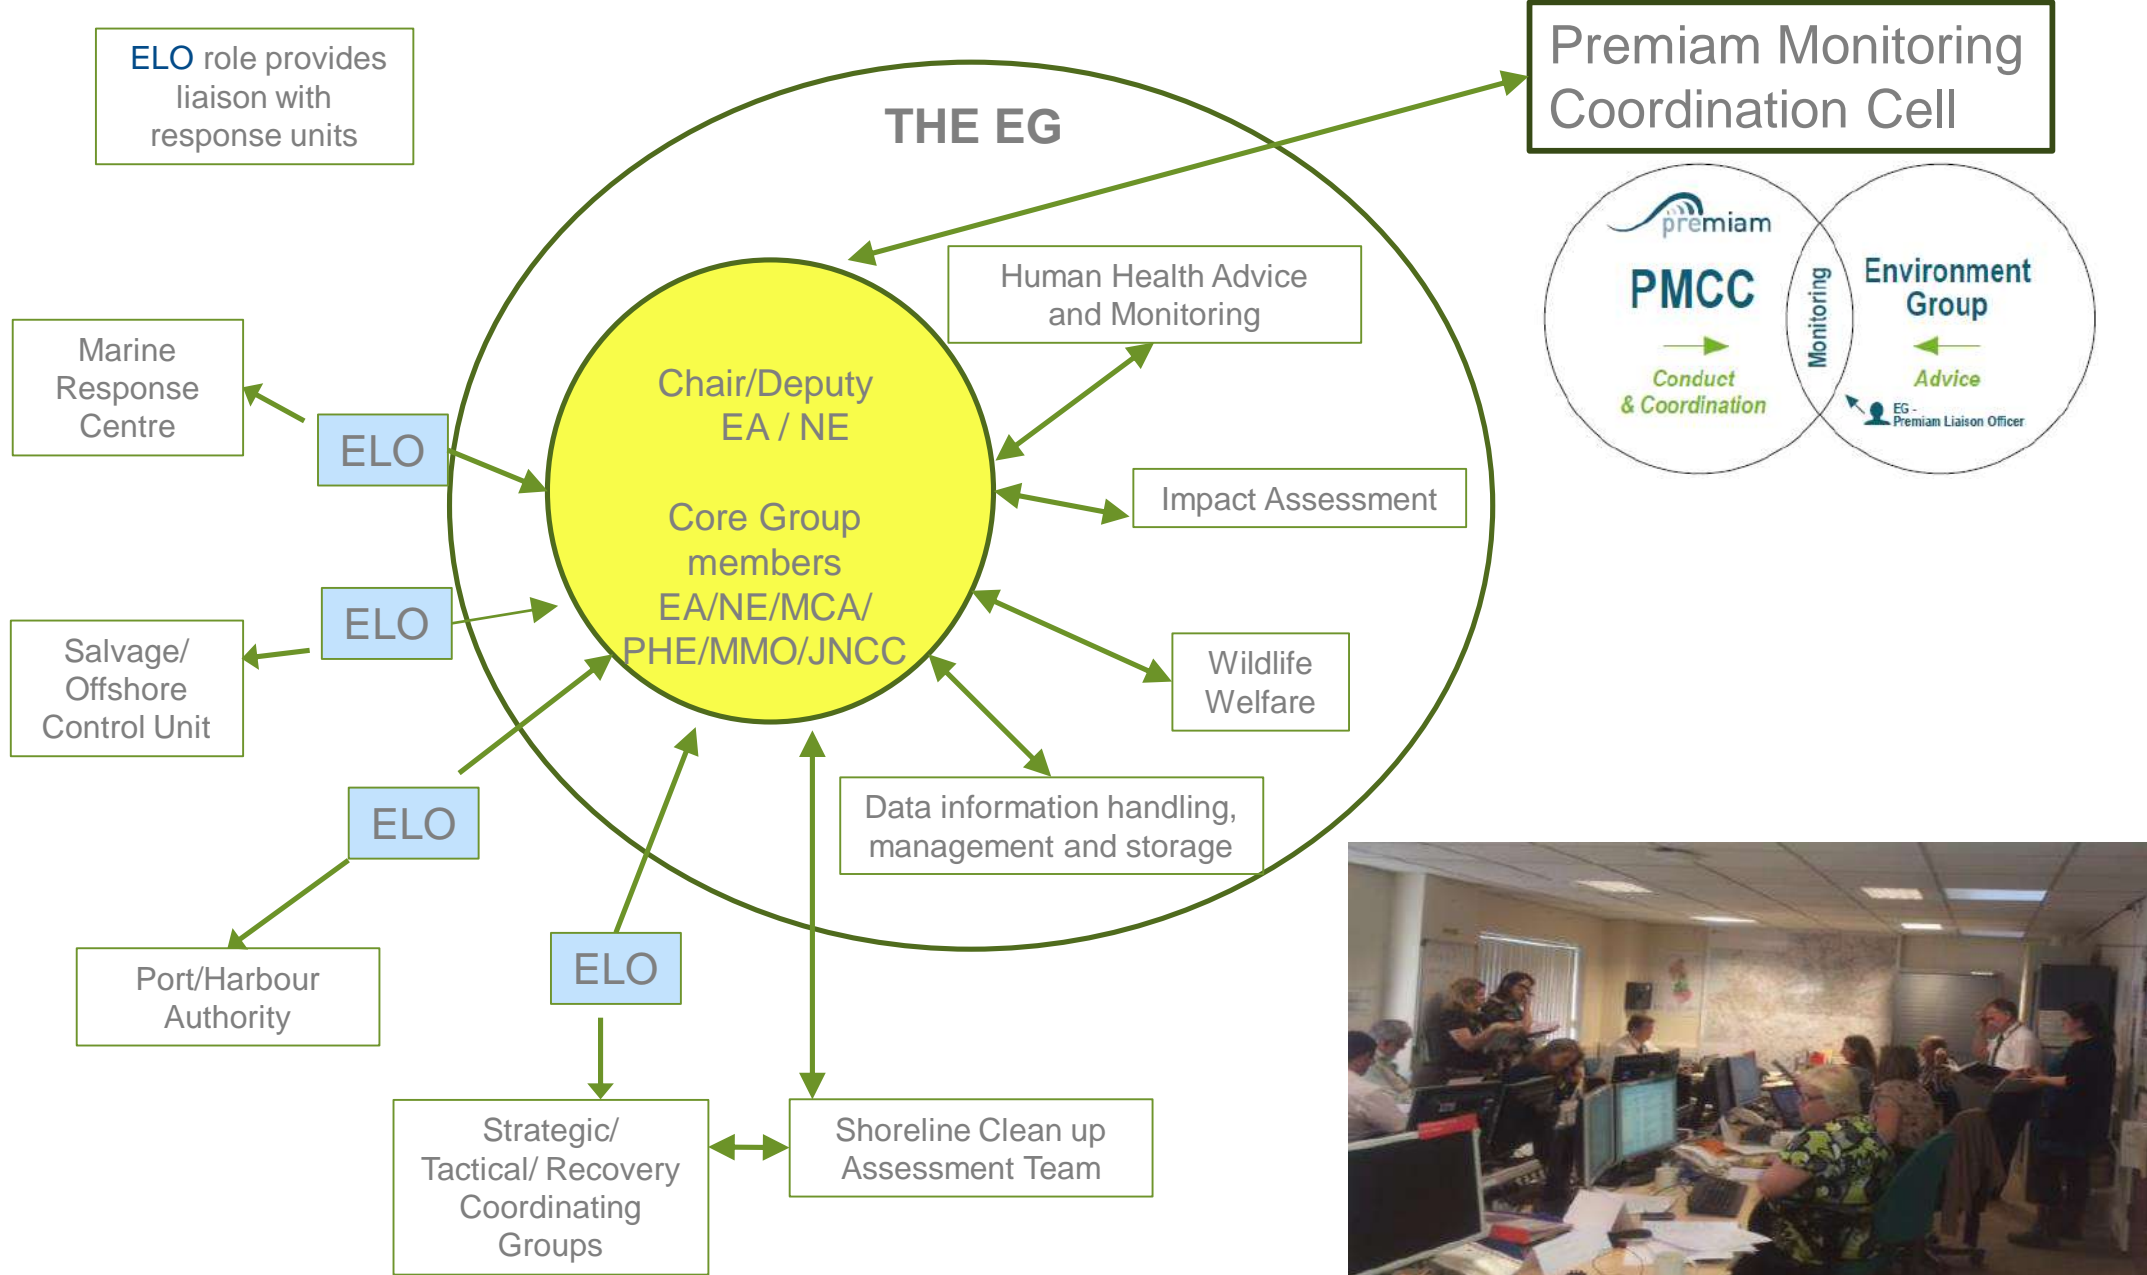 ELO role provides
liaison with
response units
THE EG
Premiam Monitoring
Coordination Cell
premiam
PMCC
Conduct
& Coordination
Monitoring
Environment
Group
Advice
EG -
Premiam Liaison Officer
Human Health Advice
and Monitoring
Marine
Response
Centre
ELO
Chair/Deputy
EA / NE
Core Group
members
EA/NE/MCA/
PHE/MMO/JNCC
Impact Assessment
Salvage/
Offshore
Control Unit
ELO
Wildlife
Welfare
ELO
Data information handling,
management and storage
Port/Harbour
Authority
ELO
Strategic/
Tactical/ Recovery
Coordinating
Groups
Shoreline Clean up
Assessment Team